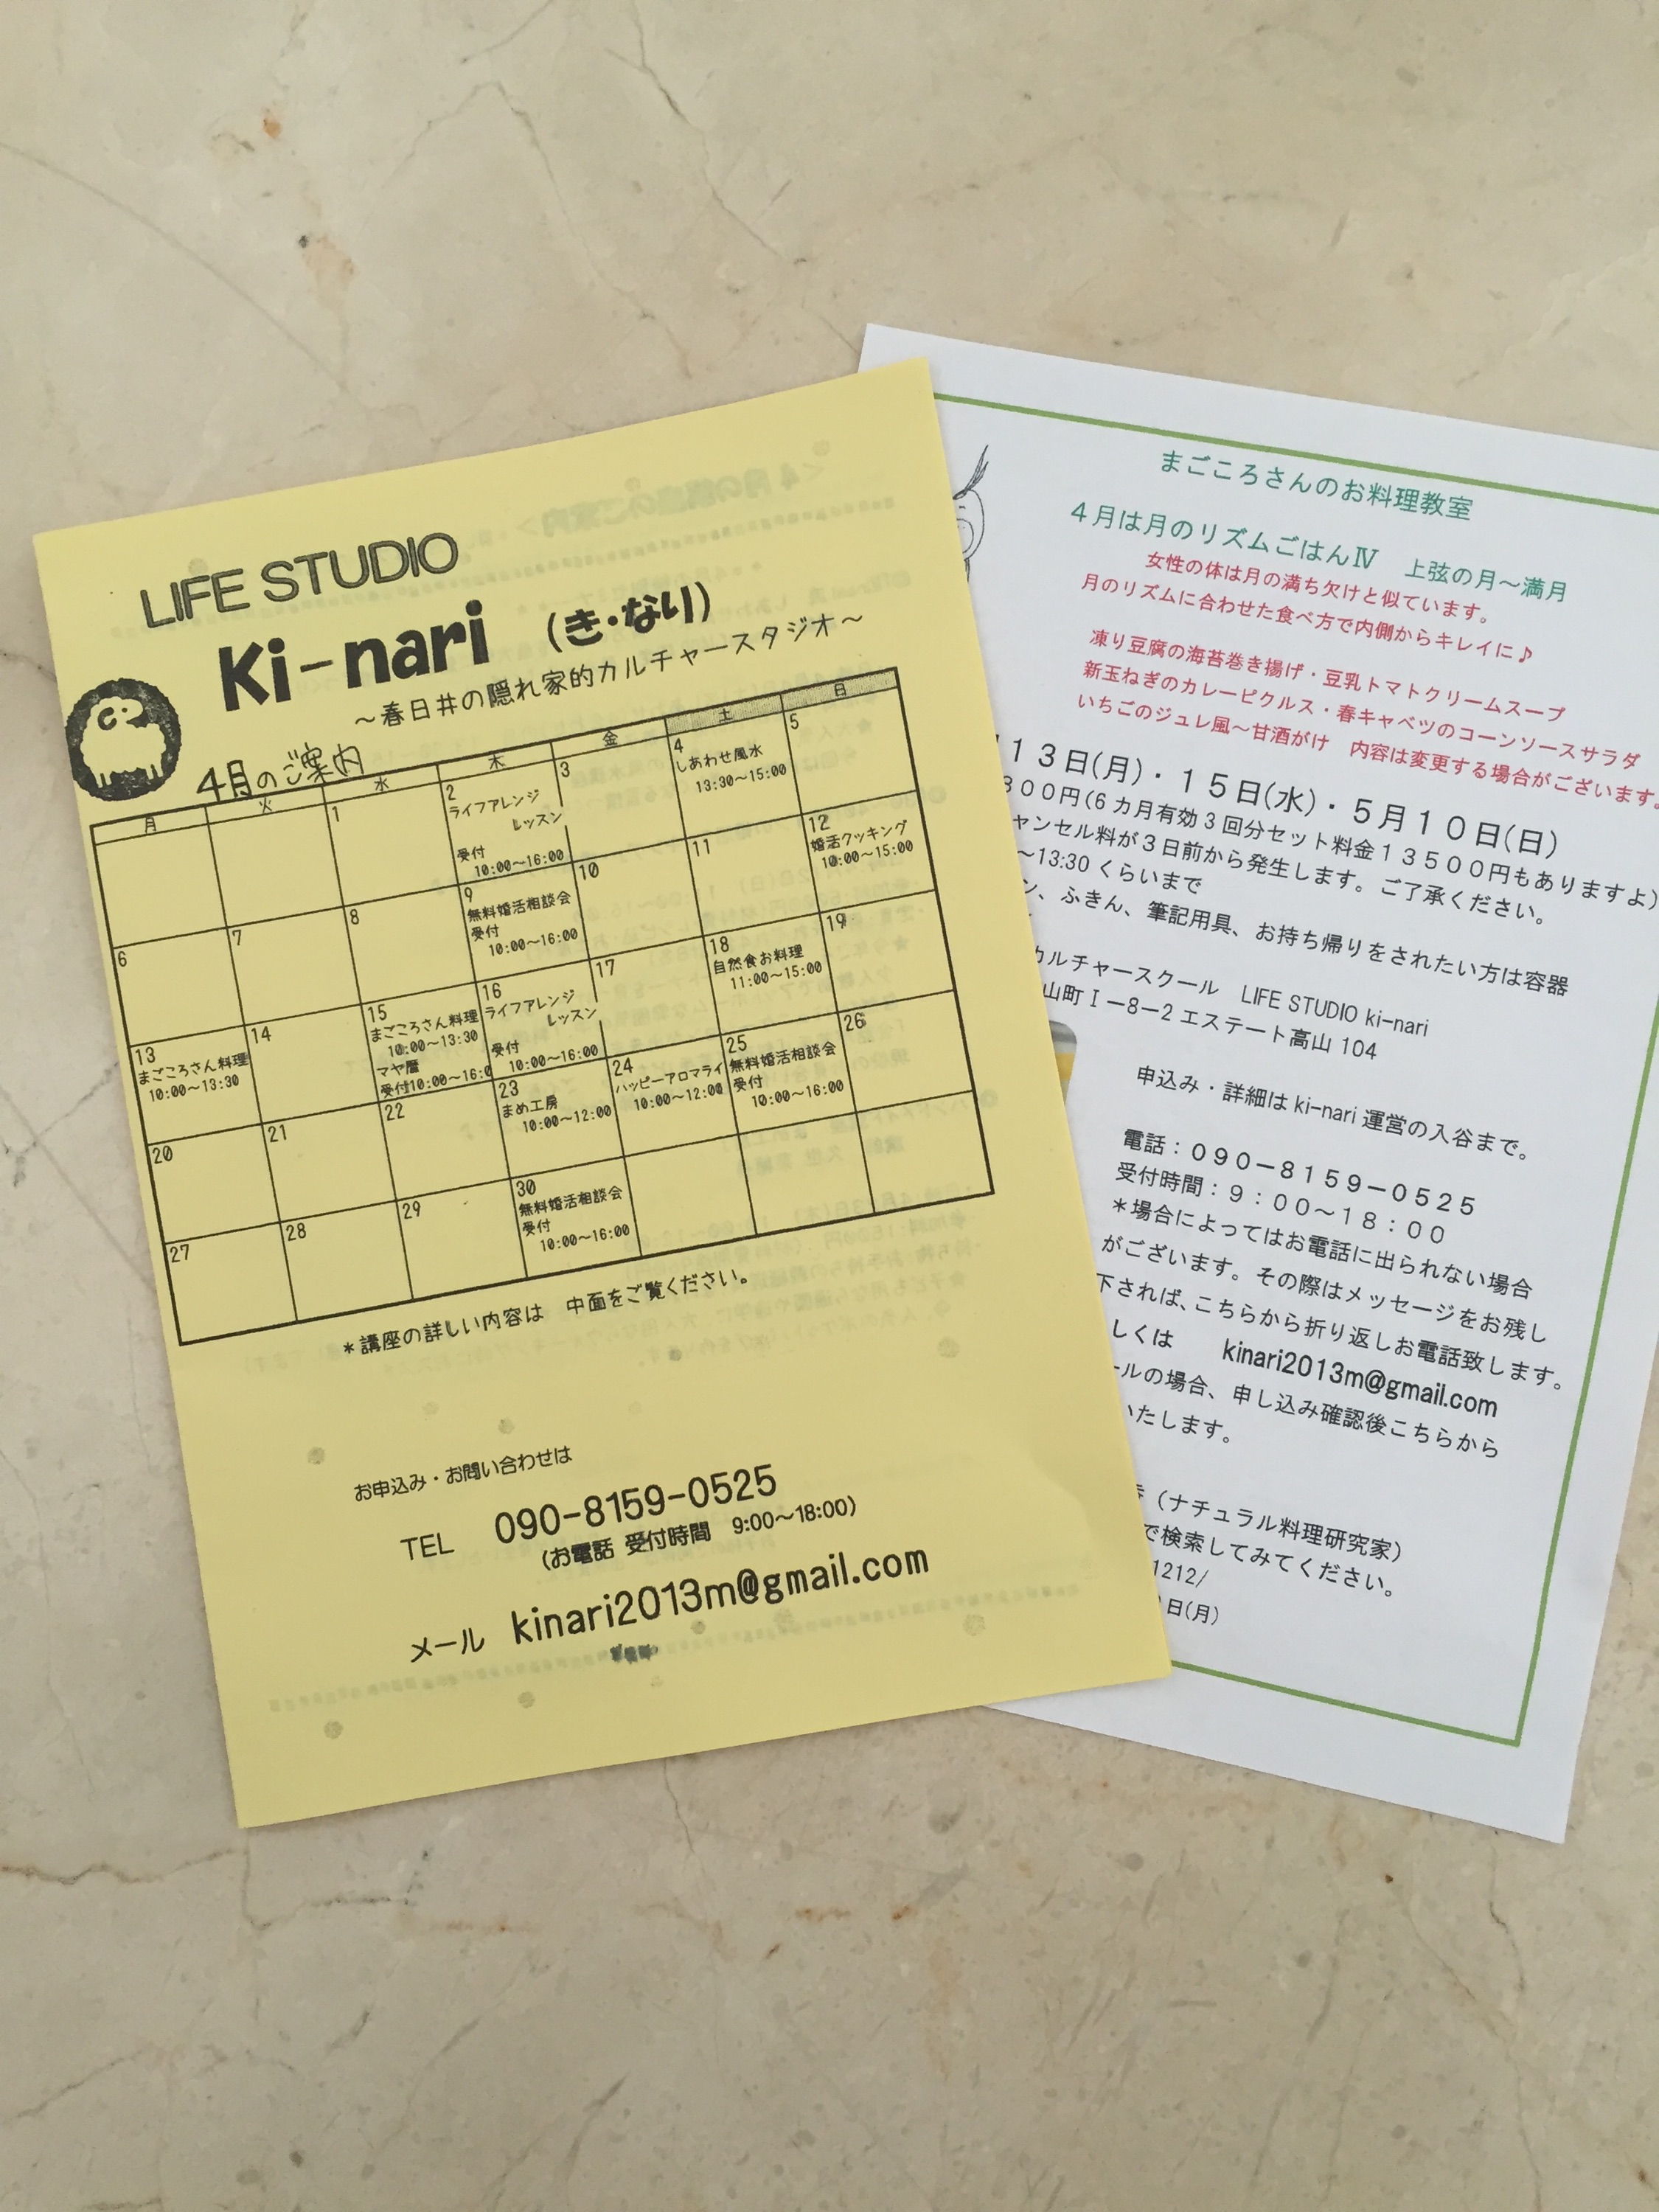 LIFE STUDIO
Ki-nari (き・なり)
～春日井の隠れ家的カルチャースタジオ～
4月のご案内
月 火 水 木 金 土 日
1
2
ライフアレンジ
レッスン
受付
10:00～16:00
3
4
しあわせ風水
13:30～15:00
5
6
7
8
9
無料婚活相談会
受付
10:00～16:00
10
11
12
婚活クッキング
10:00～15:00
13
まごころさん料理
10:00～13:30
14
15
まごころさん料理
10:00～13:30
マヤ暦
受付10:00～16:0
16
ライフアレンジ
レッスン
受付
10:00～16:00
17
18
自然食お料理
11:00～15:00
19
20
21
22
23
まめ工房
10:00～12:00
24
ハッピーアロマライ
10:00～12:00
25
無料婚活相談会
受付
10:00～16:00
26
27
28
29
30
無料婚活相談会
受付
10:00～16:00
＊講座の詳しい内容は 中面をご覧ください。
お申込み・お問い合わせは
TEL 090-8159-0525
(お電話 受付時間 9:00～18:00)
メール kinari2013m@gmail.com
まごころさんのお料理教室
４月は月のリズムごはんⅣ 上弦の月～満月
女性の体は月の満ち欠けと似ています。
月のリズムに合わせた食べ方で内側からキレイに♪
凍り豆腐の海苔巻き揚げ・豆乳トマトクリームスープ
新玉ねぎのカレーピクルス・春キャベツのコーンソースサラダ
いちごのジュレ風～甘酒がけ 内容は変更する場合がございます。
１３日(月)・１５日(水)・５月１０日(日)
００円(6カ月有効3回分セット料金１３５００円もありますよ)
ャンセル料が3日前から発生します。ご了承ください。
～13:30くらいまで
ン、ふきん、筆記用具、お持ち帰りをされたい方は容器
カルチャースクール LIFE STUDIO ki-nari
山町Ⅰ－8－2エステート高山 104
申込み・詳細は ki-nari 運営の入谷まで。
電話：０９０－８１５９－０５２５
受付時間：９：００～１８：００
＊場合によってはお電話に出られない場合
がございます。その際はメッセージをお残し
下されば、こちらから折り返しお電話致します。
しくは kinari2013m@gmail.com
ールの場合、申し込み確認後こちらから
いたします。
（ナチュラル料理研究家）
で検索してみてください。
1212/
日(月)